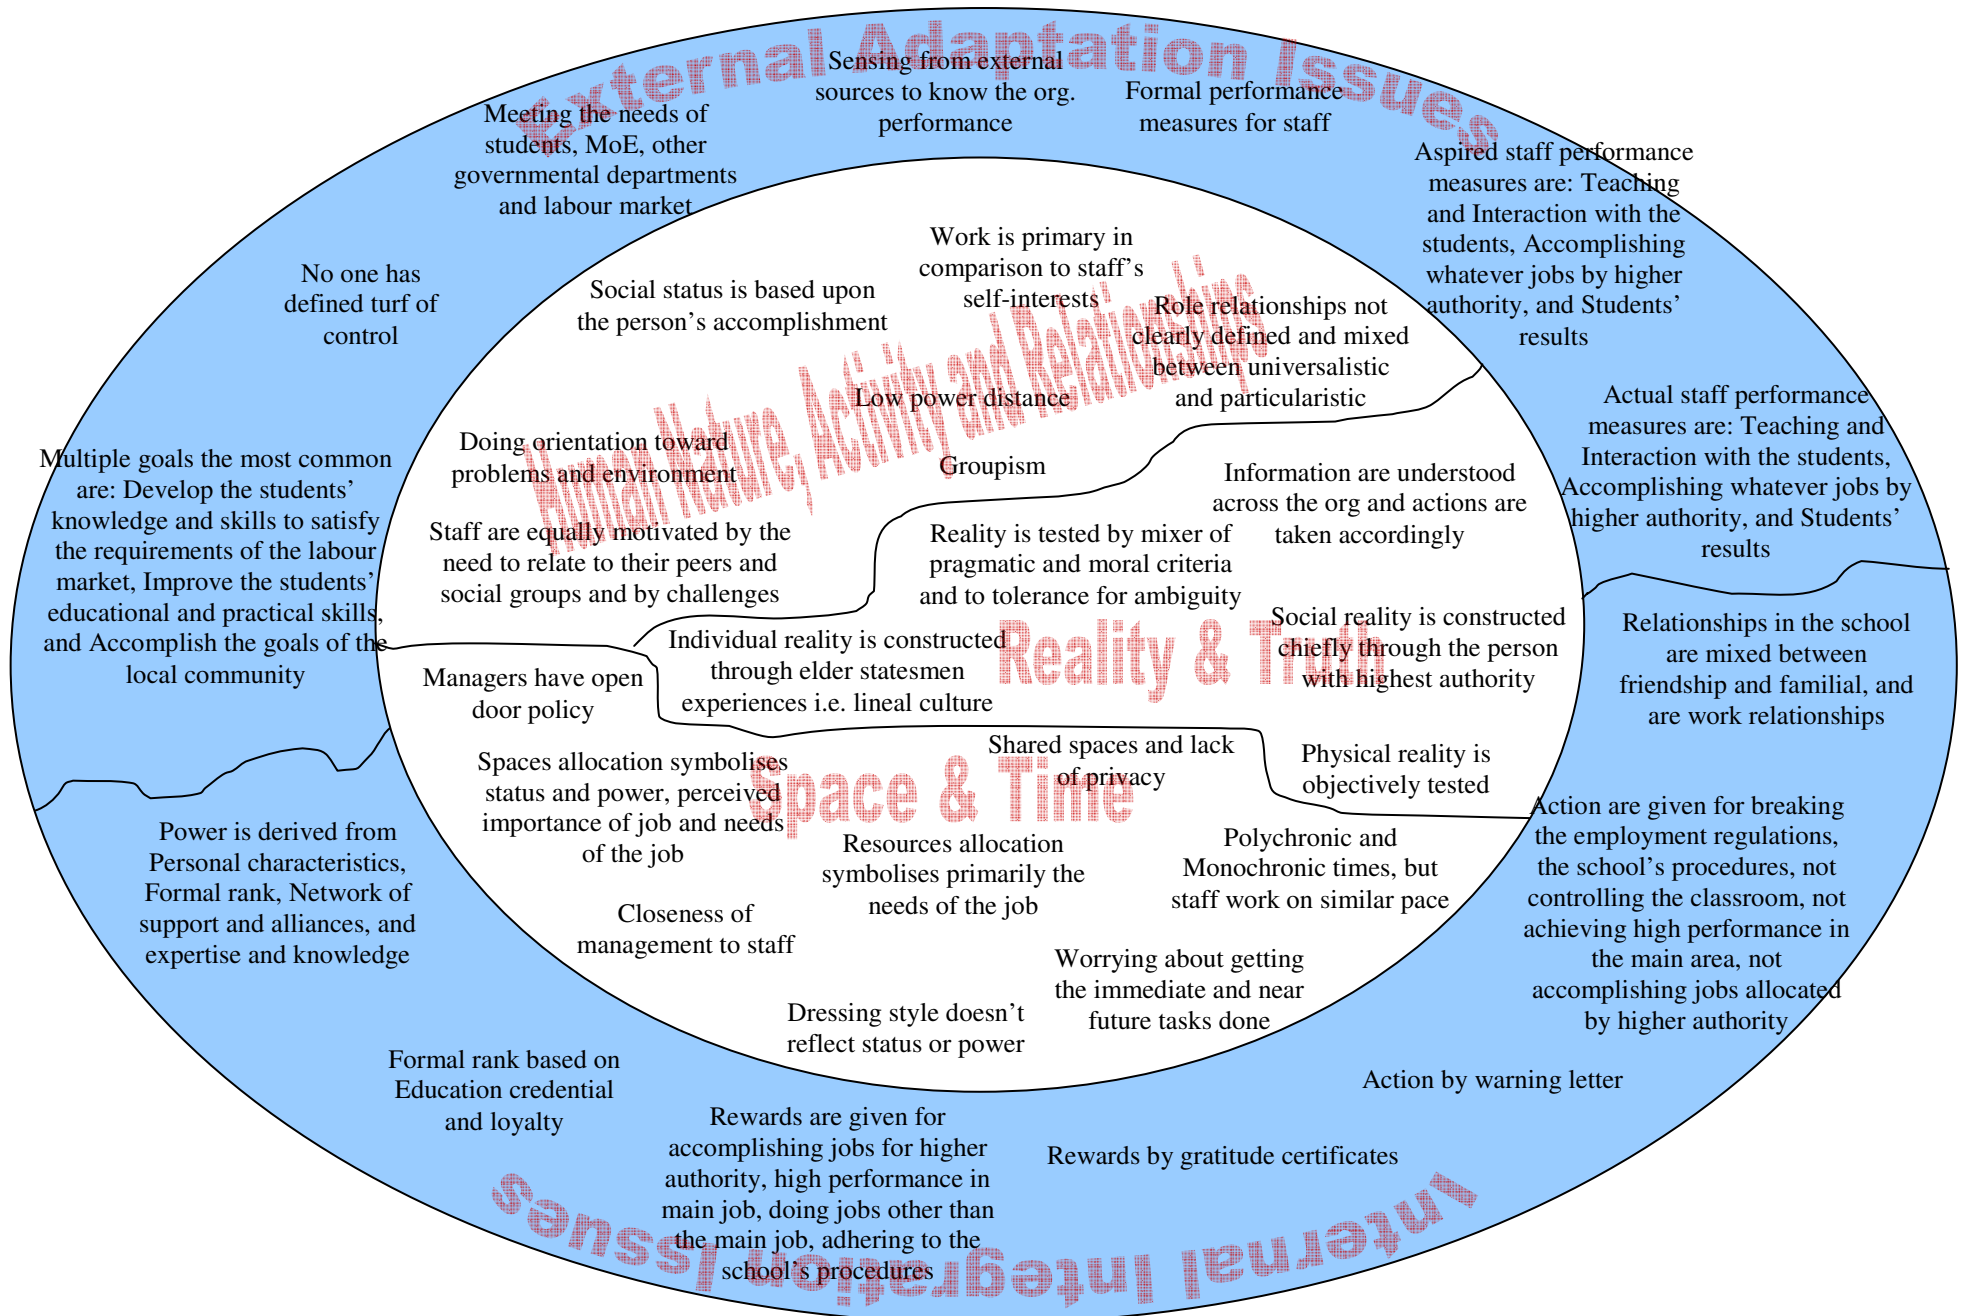 External Adaptation Issues
Sensing from external
sources to know the org.
performance
Formal performance
measures for staff
Meeting the needs of
students, MoE, other
governmental departments
and labour market
Aspired staff performance
measures are: Teaching
and Interaction with the
students, Accomplishing
whatever jobs by higher
authority, and Students’
results
No one has
defined turf of
control
Actual staff performance
measures are: Teaching and
Interaction with the students,
Accomplishing whatever jobs by
higher authority, and Students’
results
Multiple goals the most common
are: Develop the students’
knowledge and skills to satisfy
the requirements of the labour
market, Improve the students’
educational and practical skills,
and Accomplish the goals of the
local community
Human Nature, Activity and Relationships
Work is primary in
comparison to staff’s
self-interests
Social status is based upon
the person’s accomplishment
Role relationships not
clearly defined and mixed
between universalistic
and particularistic
Low power distance
Doing orientation toward
problems and environment
Groupism
Staff are equally motivated by the
need to relate to their peers and
social groups and by challenges
Reality & Truth
Information are understood
across the org and actions are
taken accordingly
Reality is tested by mixer of
pragmatic and moral criteria
and to tolerance for ambiguity
Individual reality is constructed
through elder statesmen
experiences i.e. lineal culture
Social reality is constructed
chiefly through the person
with highest authority
Physical reality is
objectively tested
Space & Time
Managers have open
door policy
Spaces allocation symbolises
status and power, perceived
importance of job and needs
of the job
Shared spaces and lack
of privacy
Resources allocation
symbolises primarily the
needs of the job
Polychronic and
Monochronic times, but
staff work on similar pace
Closeness of
management to staff
Worrying about getting
the immediate and near
future tasks done
Dressing style doesn’t
reflect status or power
Relationships in the school
are mixed between
friendship and familial, and
are work relationships
Power is derived from
Personal characteristics,
Formal rank, Network of
support and alliances, and
expertise and knowledge
Action are given for breaking
the employment regulations,
the school’s procedures, not
controlling the classroom, not
achieving high performance in
the main area, not
accomplishing jobs allocated
by higher authority
Formal rank based on
Education credential
and loyalty
Action by warning letter
Rewards are given for
accomplishing jobs for higher
authority, high performance in
main job, doing jobs other than
the main job, adhering to the
school’s procedures
Rewards by gratitude certificates
Internal Integration Issues